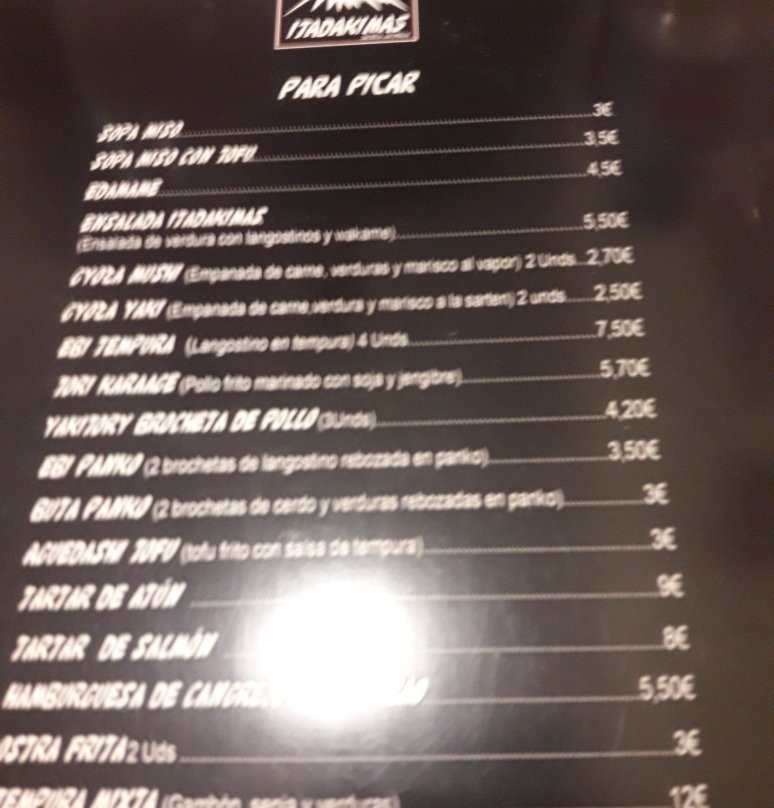 ITADAKIMAS
PARA PICAR
SOPA MISO 3€
SOPA MISO CON TOFU 3,5€
EDAMAME 4,5€
ENSALADA ITADAKIMAS
(Ensalada de verdura con langostinos y wakame) 5,50€
GYOZA MUSHI (Empanada de carne, verduras y marisco al vapor) 2 Unds 2,70€
GYOZA YAKI (Empanada de carne,verdura y marisco a la sarten) 2 unds 2,50€
EBI TEMPURA (Langostino en tempura) 4 Unds 7,50€
TORI KARAAGE (Pollo frito marinado con soja y jengibre) 5,70€
YAKITORY BROCHETA DE POLLO (3Unds) 4,20€
EBI PANKO (2 brochetas de langostino rebozada en panko) 3,50€
BUTA PANKO (2 brochetas de cerdo y verduras rebozadas en panko) 3€
AGUEDASHI TOFU (tofu frito con salsa de tempura) 3€
TARTAR DE ATÚN 9€
TARTAR DE SALMÓN 8€
HAMBURGUESA DE 5,50€
OSTRA FRITA 2 Uds 3€
TEMPURA MIXTA (Gambón, sepia y verduras) 12€